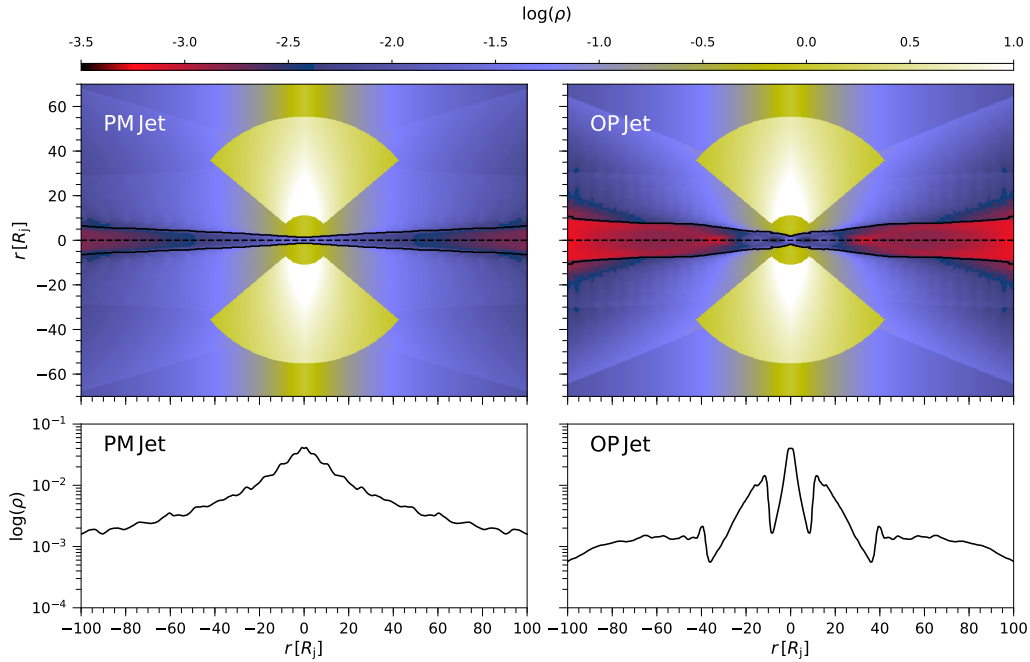 log(ρ)
-3.5 -3.0 -2.5 -2.0 -1.5 -1.0 -0.5 0.0 0.5 1.0
PM Jet
OP Jet
60
40
20
0
−20
−40
−60
r [Rj]
PM Jet
OP Jet
10⁻¹
10⁻²
10⁻³
10⁻⁴
log(ρ)
−100 −80 −60 −40 −20 0 20 40 60 80 100
−100 −80 −60 −40 −20 0 20 40 60 80 100
r [Rj]
r [Rj]